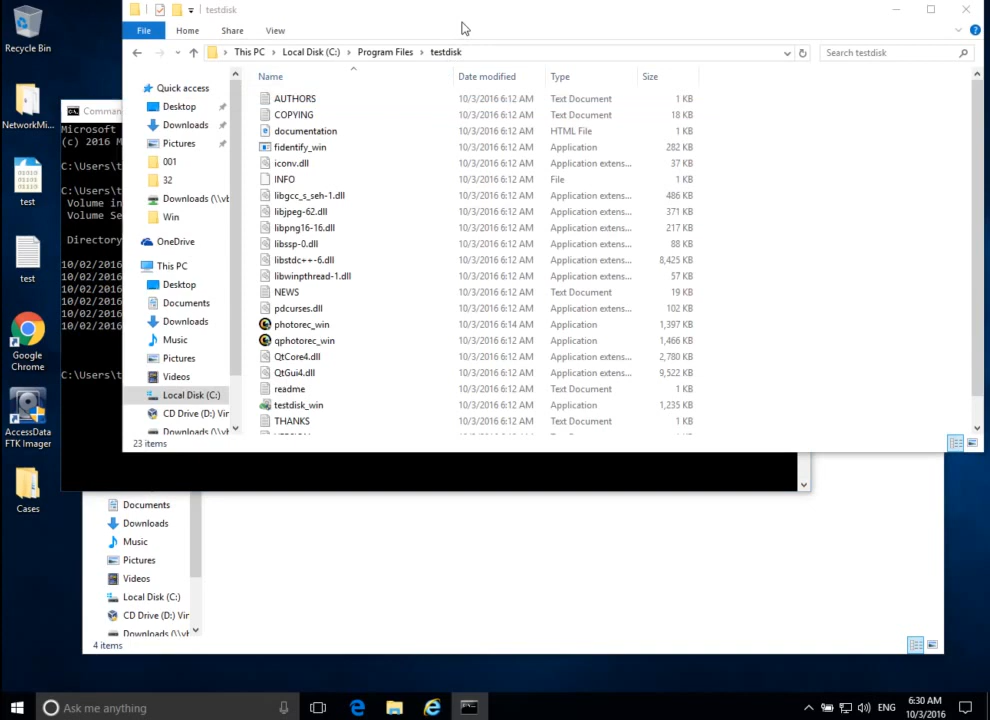 Recycle Bin
NetworkMi...
test
test
Google
Chrome
AccessData
FTK Imager
Cases
testdisk
File Home Share View
This PC > Local Disk (C:) > Program Files > testdisk
Search testdisk
Name Date modified Type Size
Quick access
Desktop
Downloads
Pictures
001
32
Downloads (\\vb
Win
OneDrive
This PC
Desktop
Documents
Downloads
Music
Pictures
Videos
Local Disk (C:)
CD Drive (D:) Vir
Downloads (\\vb
AUTHORS 10/3/2016 6:12 AM Text Document 1 KB
COPYING 10/3/2016 6:12 AM Text Document 18 KB
documentation 10/3/2016 6:12 AM HTML File 1 KB
fidentify_win 10/3/2016 6:12 AM Application 282 KB
iconv.dll 10/3/2016 6:12 AM Application extens... 37 KB
INFO 10/3/2016 6:12 AM File 1 KB
libgcc_s_seh-1.dll 10/3/2016 6:12 AM Application extens... 486 KB
libjpeg-62.dll 10/3/2016 6:12 AM Application extens... 371 KB
libpng16-16.dll 10/3/2016 6:12 AM Application extens... 217 KB
libssp-0.dll 10/3/2016 6:12 AM Application extens... 88 KB
libstdc++-6.dll 10/3/2016 6:12 AM Application extens... 8,425 KB
libwinpthread-1.dll 10/3/2016 6:12 AM Application extens... 57 KB
NEWS 10/3/2016 6:12 AM Text Document 19 KB
pdcurses.dll 10/3/2016 6:12 AM Application extens... 102 KB
photorec_win 10/3/2016 6:14 AM Application 1,397 KB
qphotorec_win 10/3/2016 6:12 AM Application 1,466 KB
QtCore4.dll 10/3/2016 6:12 AM Application extens... 2,780 KB
QtGui4.dll 10/3/2016 6:12 AM Application extens... 9,522 KB
readme 10/3/2016 6:12 AM Text Document 1 KB
testdisk_win 10/3/2016 6:12 AM Application 1,235 KB
THANKS 10/3/2016 6:12 AM Text Document 1 KB
23 items
Comman
Microsoft
(c) 2016 M
C:\Users\t
C:\Users\t
Volume in
Volume Se
Directory
10/02/2016
10/02/2016
10/02/2016
10/02/2016
10/02/2016
10/02/2016
C:\Users\t
Documents
Downloads
Music
Pictures
Videos
Local Disk (C:)
CD Drive (D:) Vir
Downloads (\\vb
4 items
Ask me anything
ENG
6:30 AM
10/3/2016